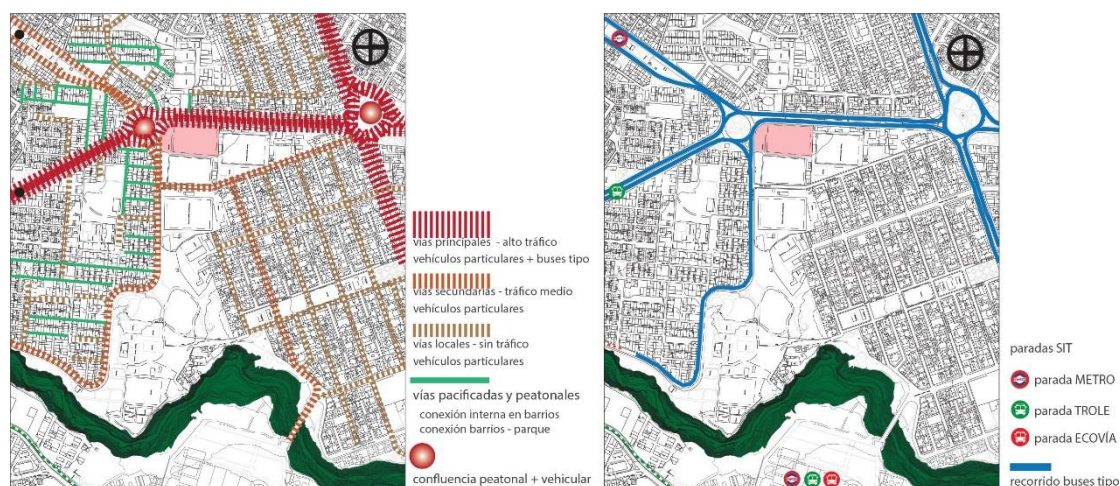 vías principales - alto tráfico
vehículos particulares + buses tipo
vías secundarias - tráfico medio
vehículos particulares
vías locales - sin tráfico
vehículos particulares
vías pacificadas y peatonales
conexión interna en barrios
conexión barrios - parque
confluencia peatonal + vehicular
paradas SIT
parada METRO
parada TROLE
parada ECOVÍA
recorrido buses tipo